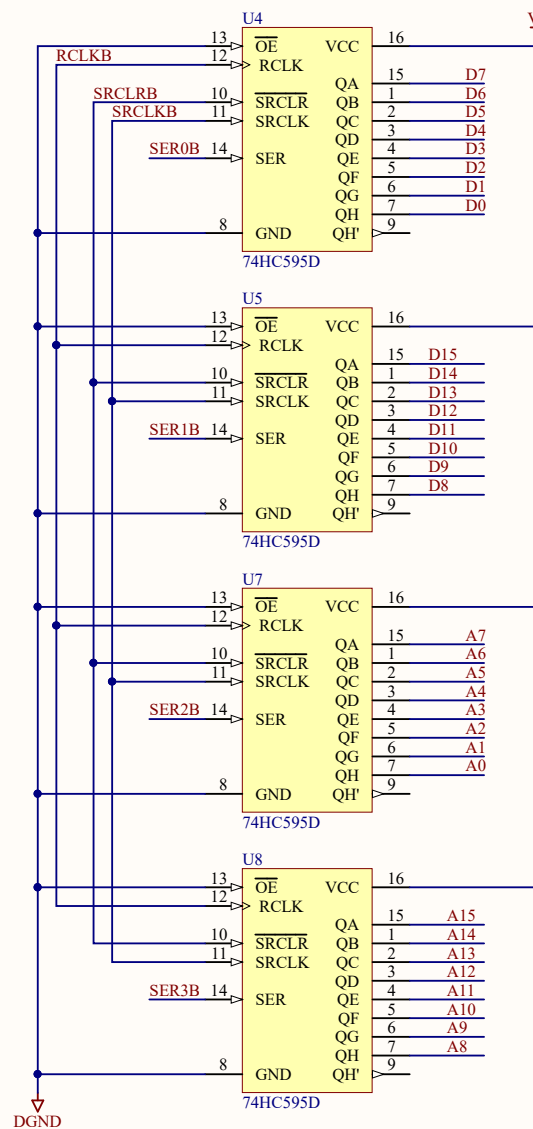 U4
13 OE VCC 16
RCLKB 12 RCLK
QA 15 D7
SRCLRB 10 SRCLR QB 1 D6
SRCLKB 11 SRCLK QC 2 D5
QD 3 D4
SER0B 14 SER QE 4 D3
QF 5 D2
QG 6 D1
QH 7 D0
8 GND QH' 9
74HC595D
U5
13 OE VCC 16
12 RCLK
QA 15 D15
10 SRCLR QB 1 D14
11 SRCLK QC 2 D13
QD 3 D12
SER1B 14 SER QE 4 D11
QF 5 D10
QG 6 D9
QH 7 D8
8 GND QH' 9
74HC595D
U7
13 OE VCC 16
12 RCLK
QA 15 A7
10 SRCLR QB 1 A6
11 SRCLK QC 2 A5
QD 3 A4
SER2B 14 SER QE 4 A3
QF 5 A2
QG 6 A1
QH 7 A0
8 GND QH' 9
74HC595D
U8
13 OE VCC 16
12 RCLK
QA 15 A15
10 SRCLR QB 1 A14
11 SRCLK QC 2 A13
QD 3 A12
SER3B 14 SER QE 4 A11
QF 5 A10
QG 6 A9
QH 7 A8
8 GND QH' 9
74HC595D
DGND